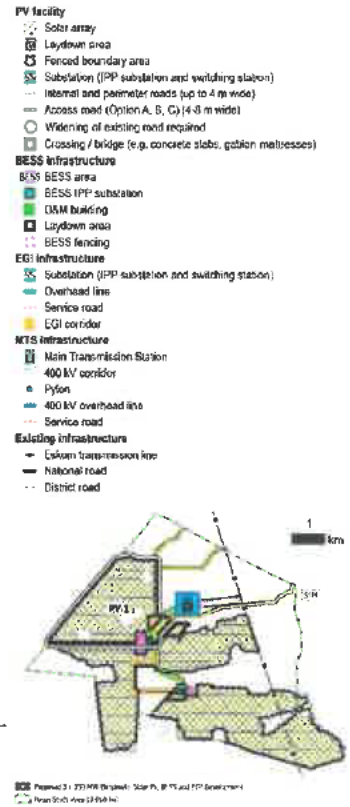 PV facility
Solar array
Laydown area
Fenced boundary area
Substation (IPP substation and switching station)
Internal and perimeter roads (up to 4 m wide)
Access road (Option A, B, C) (4-8 m wide)
Widening of existing road required
Crossing / bridge (e.g. concrete slabs, gabion mattresses)
BESS infrastructure
BESS BESS area
BESS IPP substation
O&M building
Laydown area
BESS fencing
EGI infrastructure
Substation (IPP substation and switching station)
Overhead line
Service road
EGI corridor
MTS infrastructure
Main Transmission Station
400 kV corridor
Pylon
400 kV overhead line
Service road
Existing infrastructure
Eskom transmission line
National road
District road
1
km
PV-1